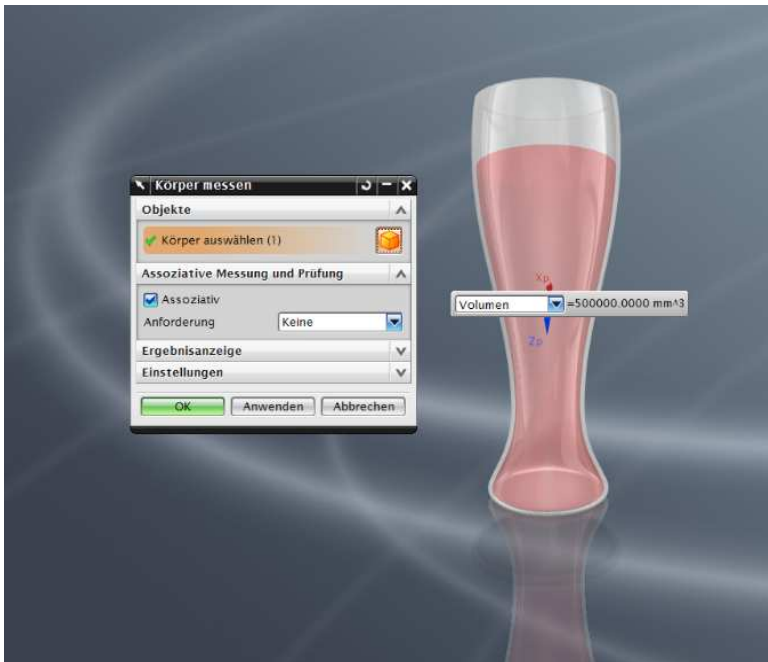 Körper messen
Objekte
Körper auswählen (1)
Assoziative Messung und Prüfung
Assoziativ
Anforderung Keine
Ergebnisanzeige
Einstellungen
OK Anwenden Abbrechen
Xp
Volumen =500000.0000 mm^3
Zp